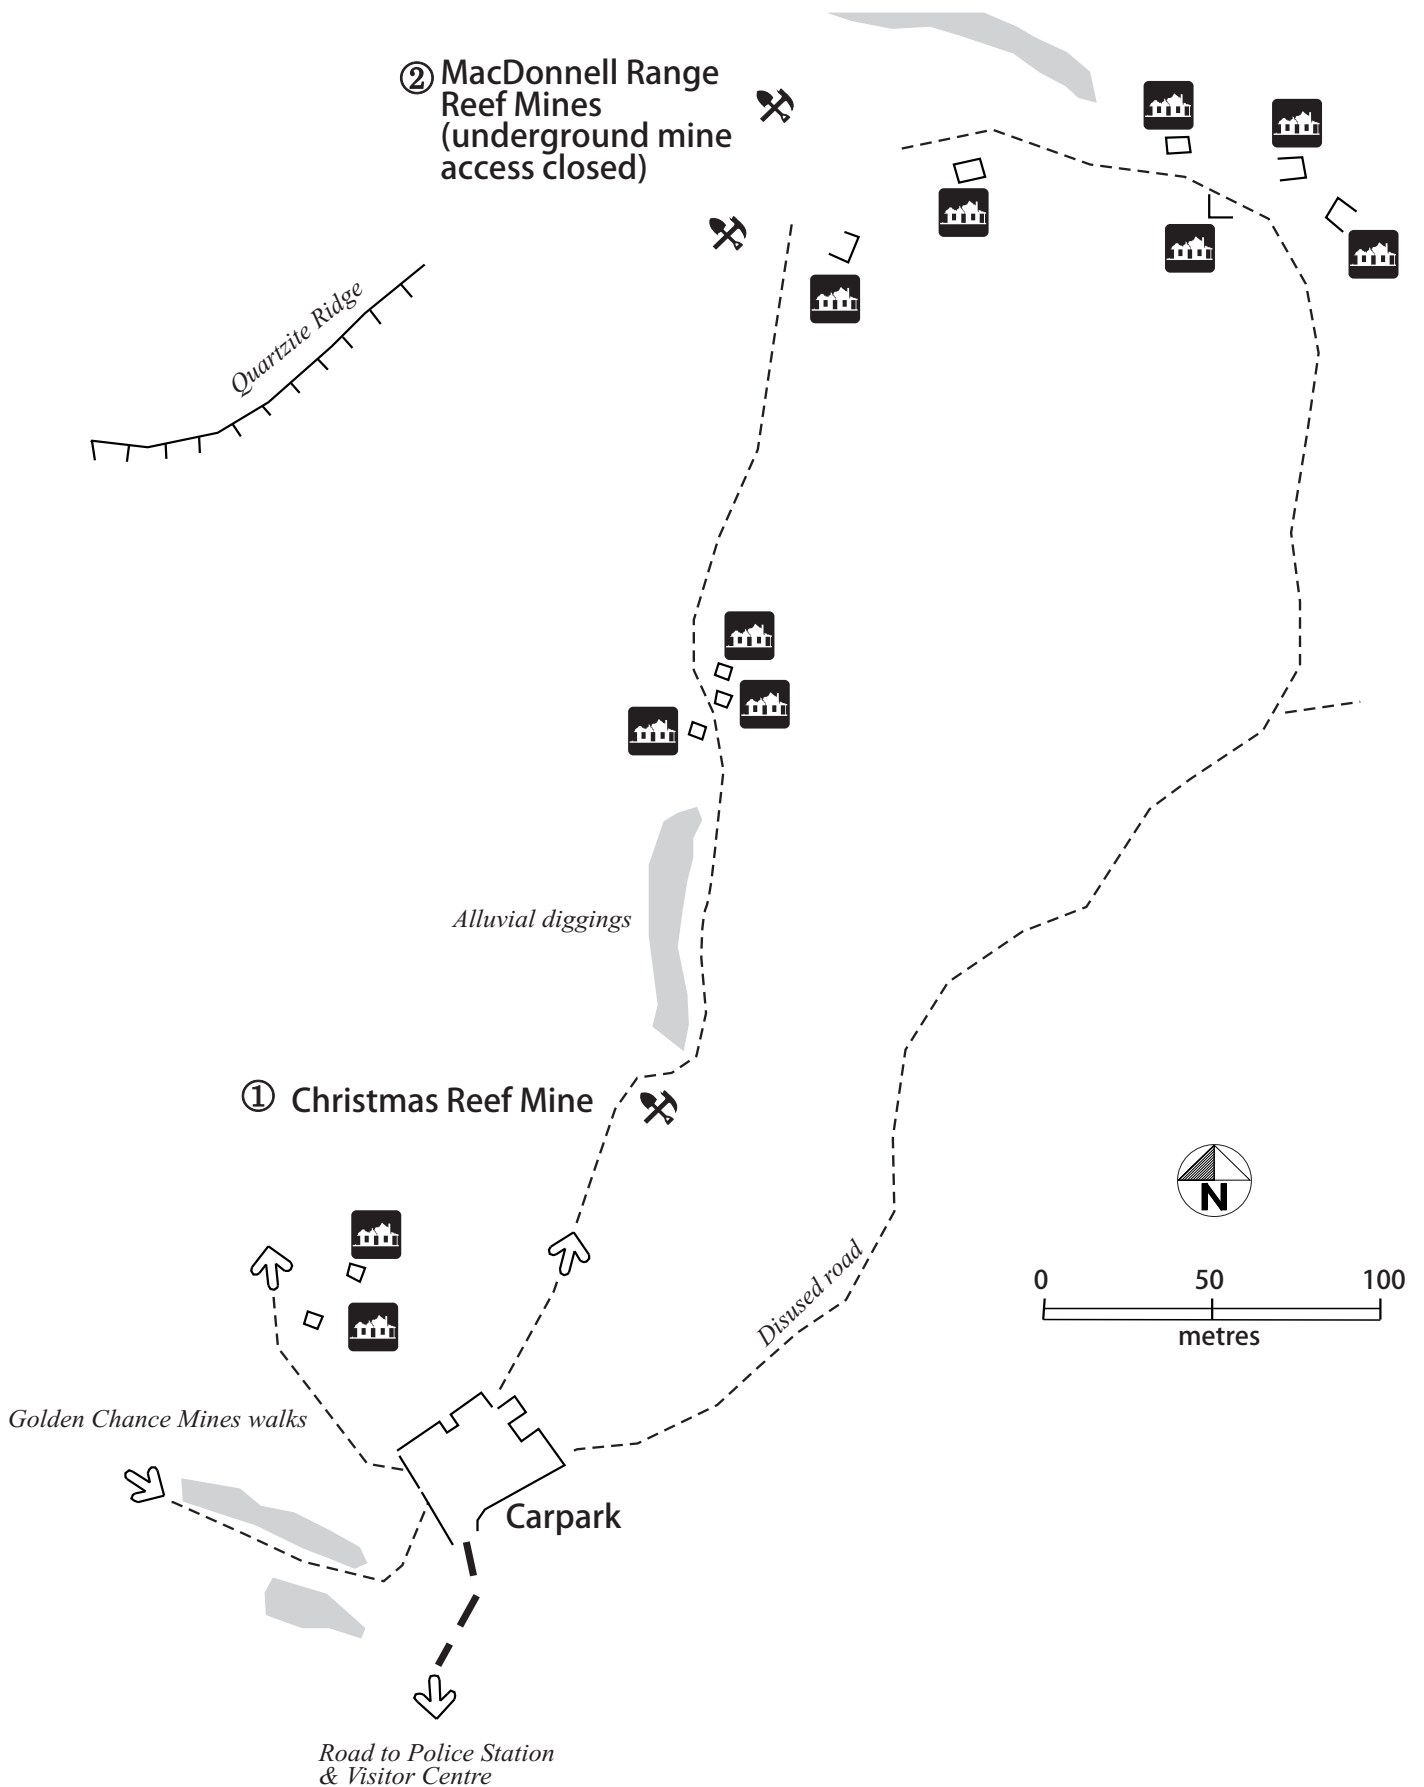 ② MacDonnell Range
Reef Mines
(underground mine
access closed)
Quartzite Ridge
Alluvial diggings
① Christmas Reef Mine
N
0 50 100
metres
Disused road
Golden Chance Mines walks
Carpark
Road to Police Station
& Visitor Centre